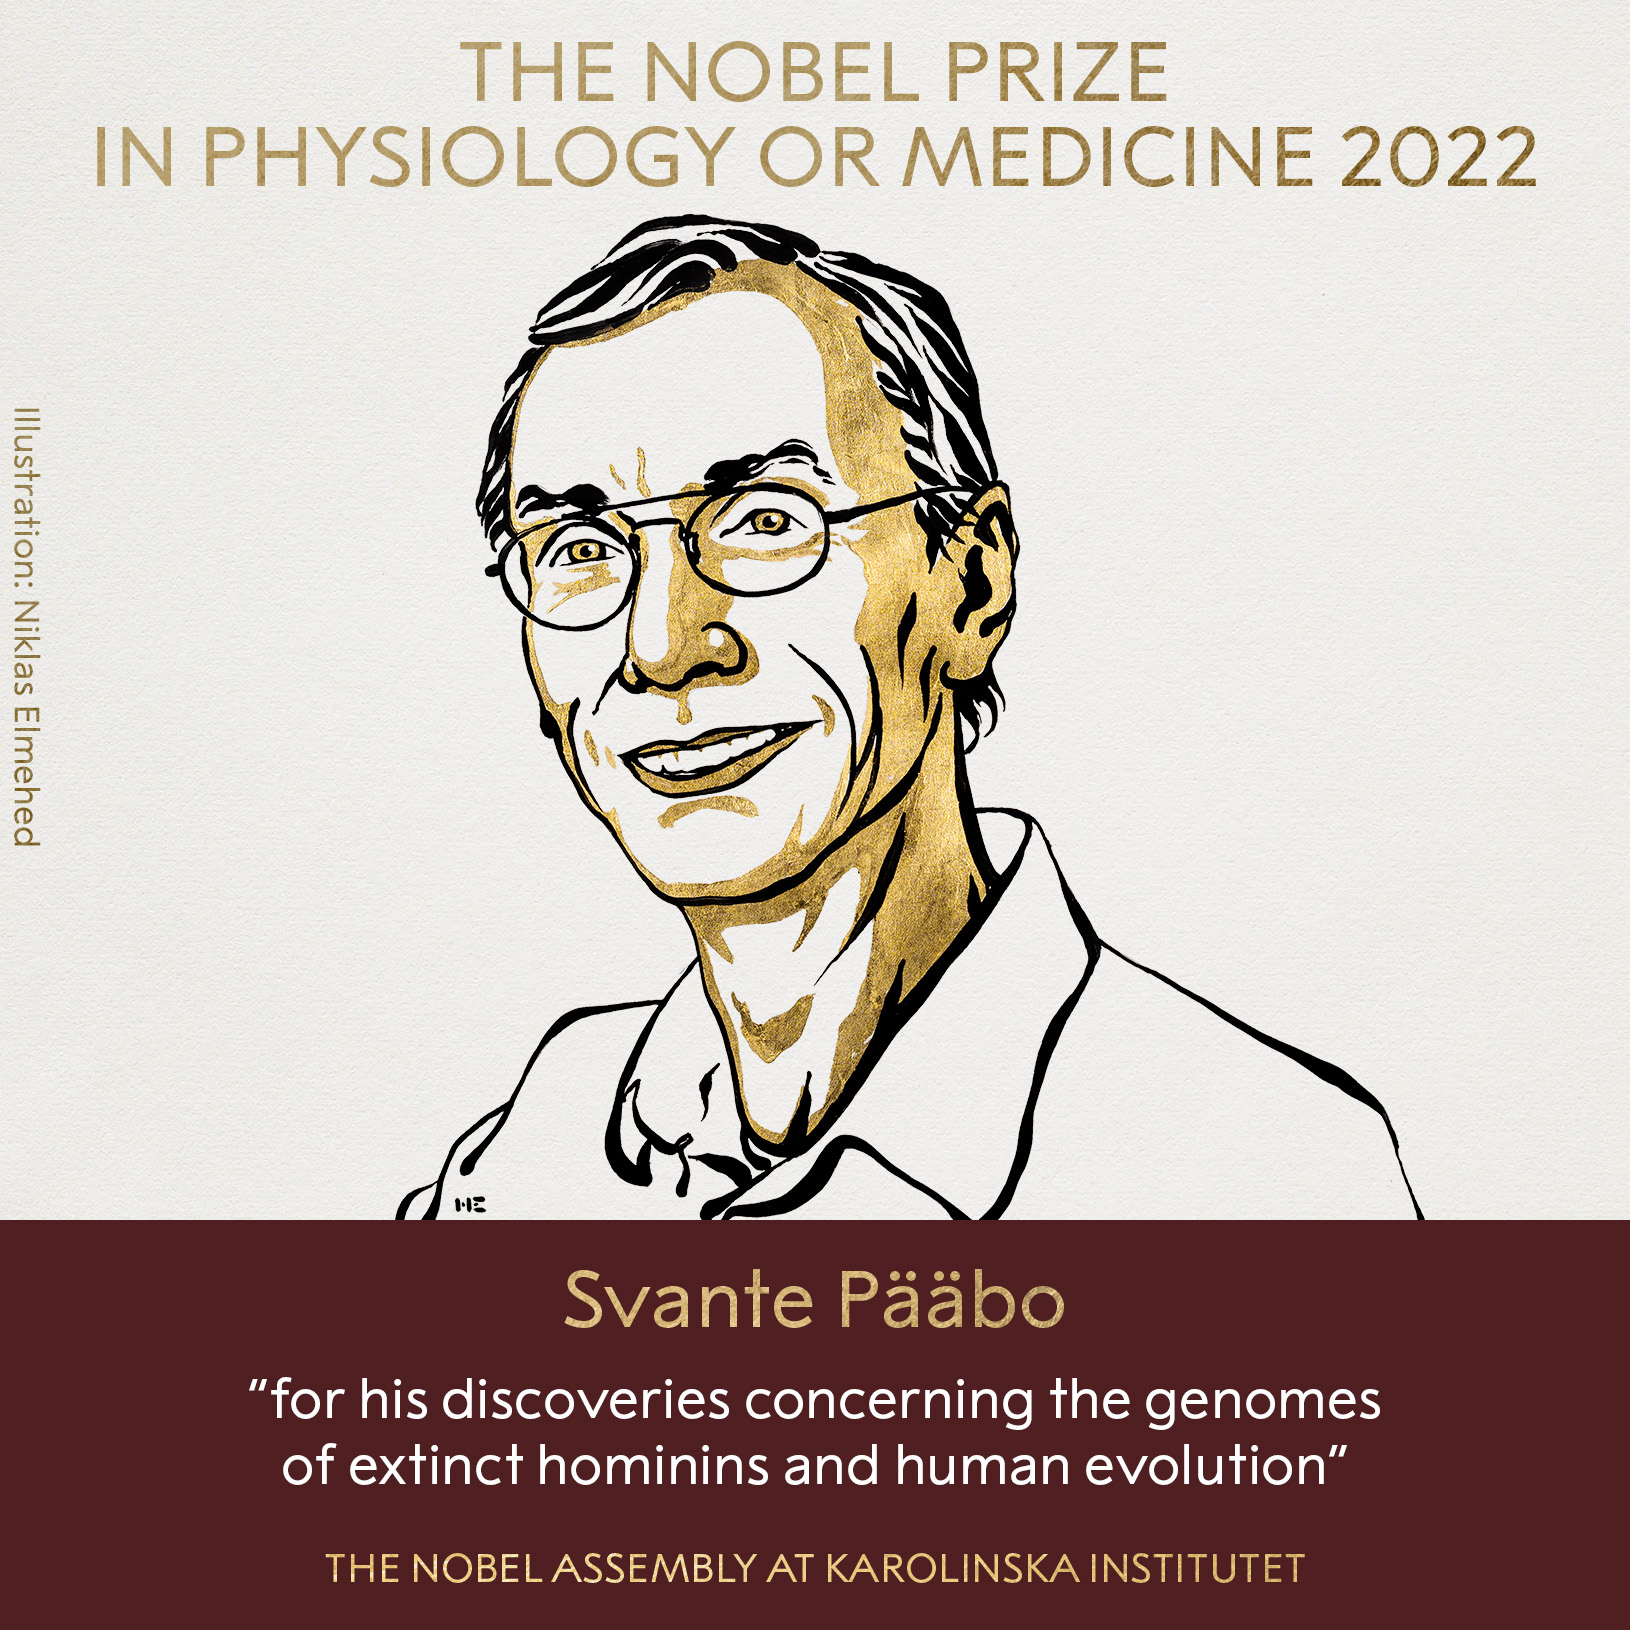 THE NOBEL PRIZE
IN PHYSIOLOGY OR MEDICINE 2022
Illustration: Niklas Elmehed
Svante Pääbo
“for his discoveries concerning the genomes
of extinct hominins and human evolution”
THE NOBEL ASSEMBLY AT KAROLINSKA INSTITUTET